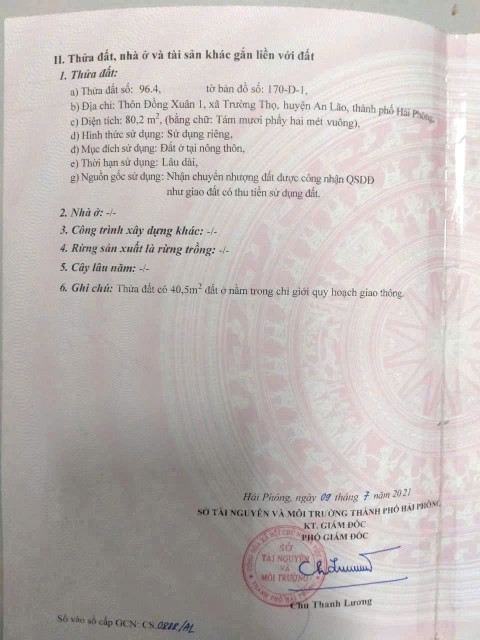 II. Thửa đất, nhà ở và tài sản khác gắn liền với đất
1. Thửa đất:
a) Thửa đất số: 96.4, tờ bản đồ số: 170-D-1,
b) Địa chỉ: Thôn Đồng Xuân 1, xã Trường Thọ, huyện An Lão, thành phố Hải Phòng,
c) Diện tích: 80,2 m², (bằng chữ: Tám mươi phẩy hai mét vuông),
d) Hình thức sử dụng: Sử dụng riêng,
đ) Mục đích sử dụng: Đất ở tại nông thôn,
e) Thời hạn sử dụng: Lâu dài,
g) Nguồn gốc sử dụng: Nhận chuyển nhượng đất được công nhận QSDĐ
như giao đất có thu tiền sử dụng đất.
2. Nhà ở: -/-
3. Công trình xây dựng khác: -/-
4. Rừng sản xuất là rừng trồng: -/-
5. Cây lâu năm: -/-
6. Ghi chú: Thửa đất có 40,5m² đất ở nằm trong chỉ giới quy hoạch giao thông.
Hải Phòng, ngày 09 tháng 7 năm 2021
SỞ TÀI NGUYÊN VÀ MÔI TRƯỜNG THÀNH PHỐ HẢI PHÒNG
KT. GIÁM ĐỐC
PHÓ GIÁM ĐỐC
SỞ
TÀI NGUYÊN
VÀ
MÔI TRƯỜNG
Chu Thanh Lương
Số vào sổ cấp GCN: CS.0888/AL